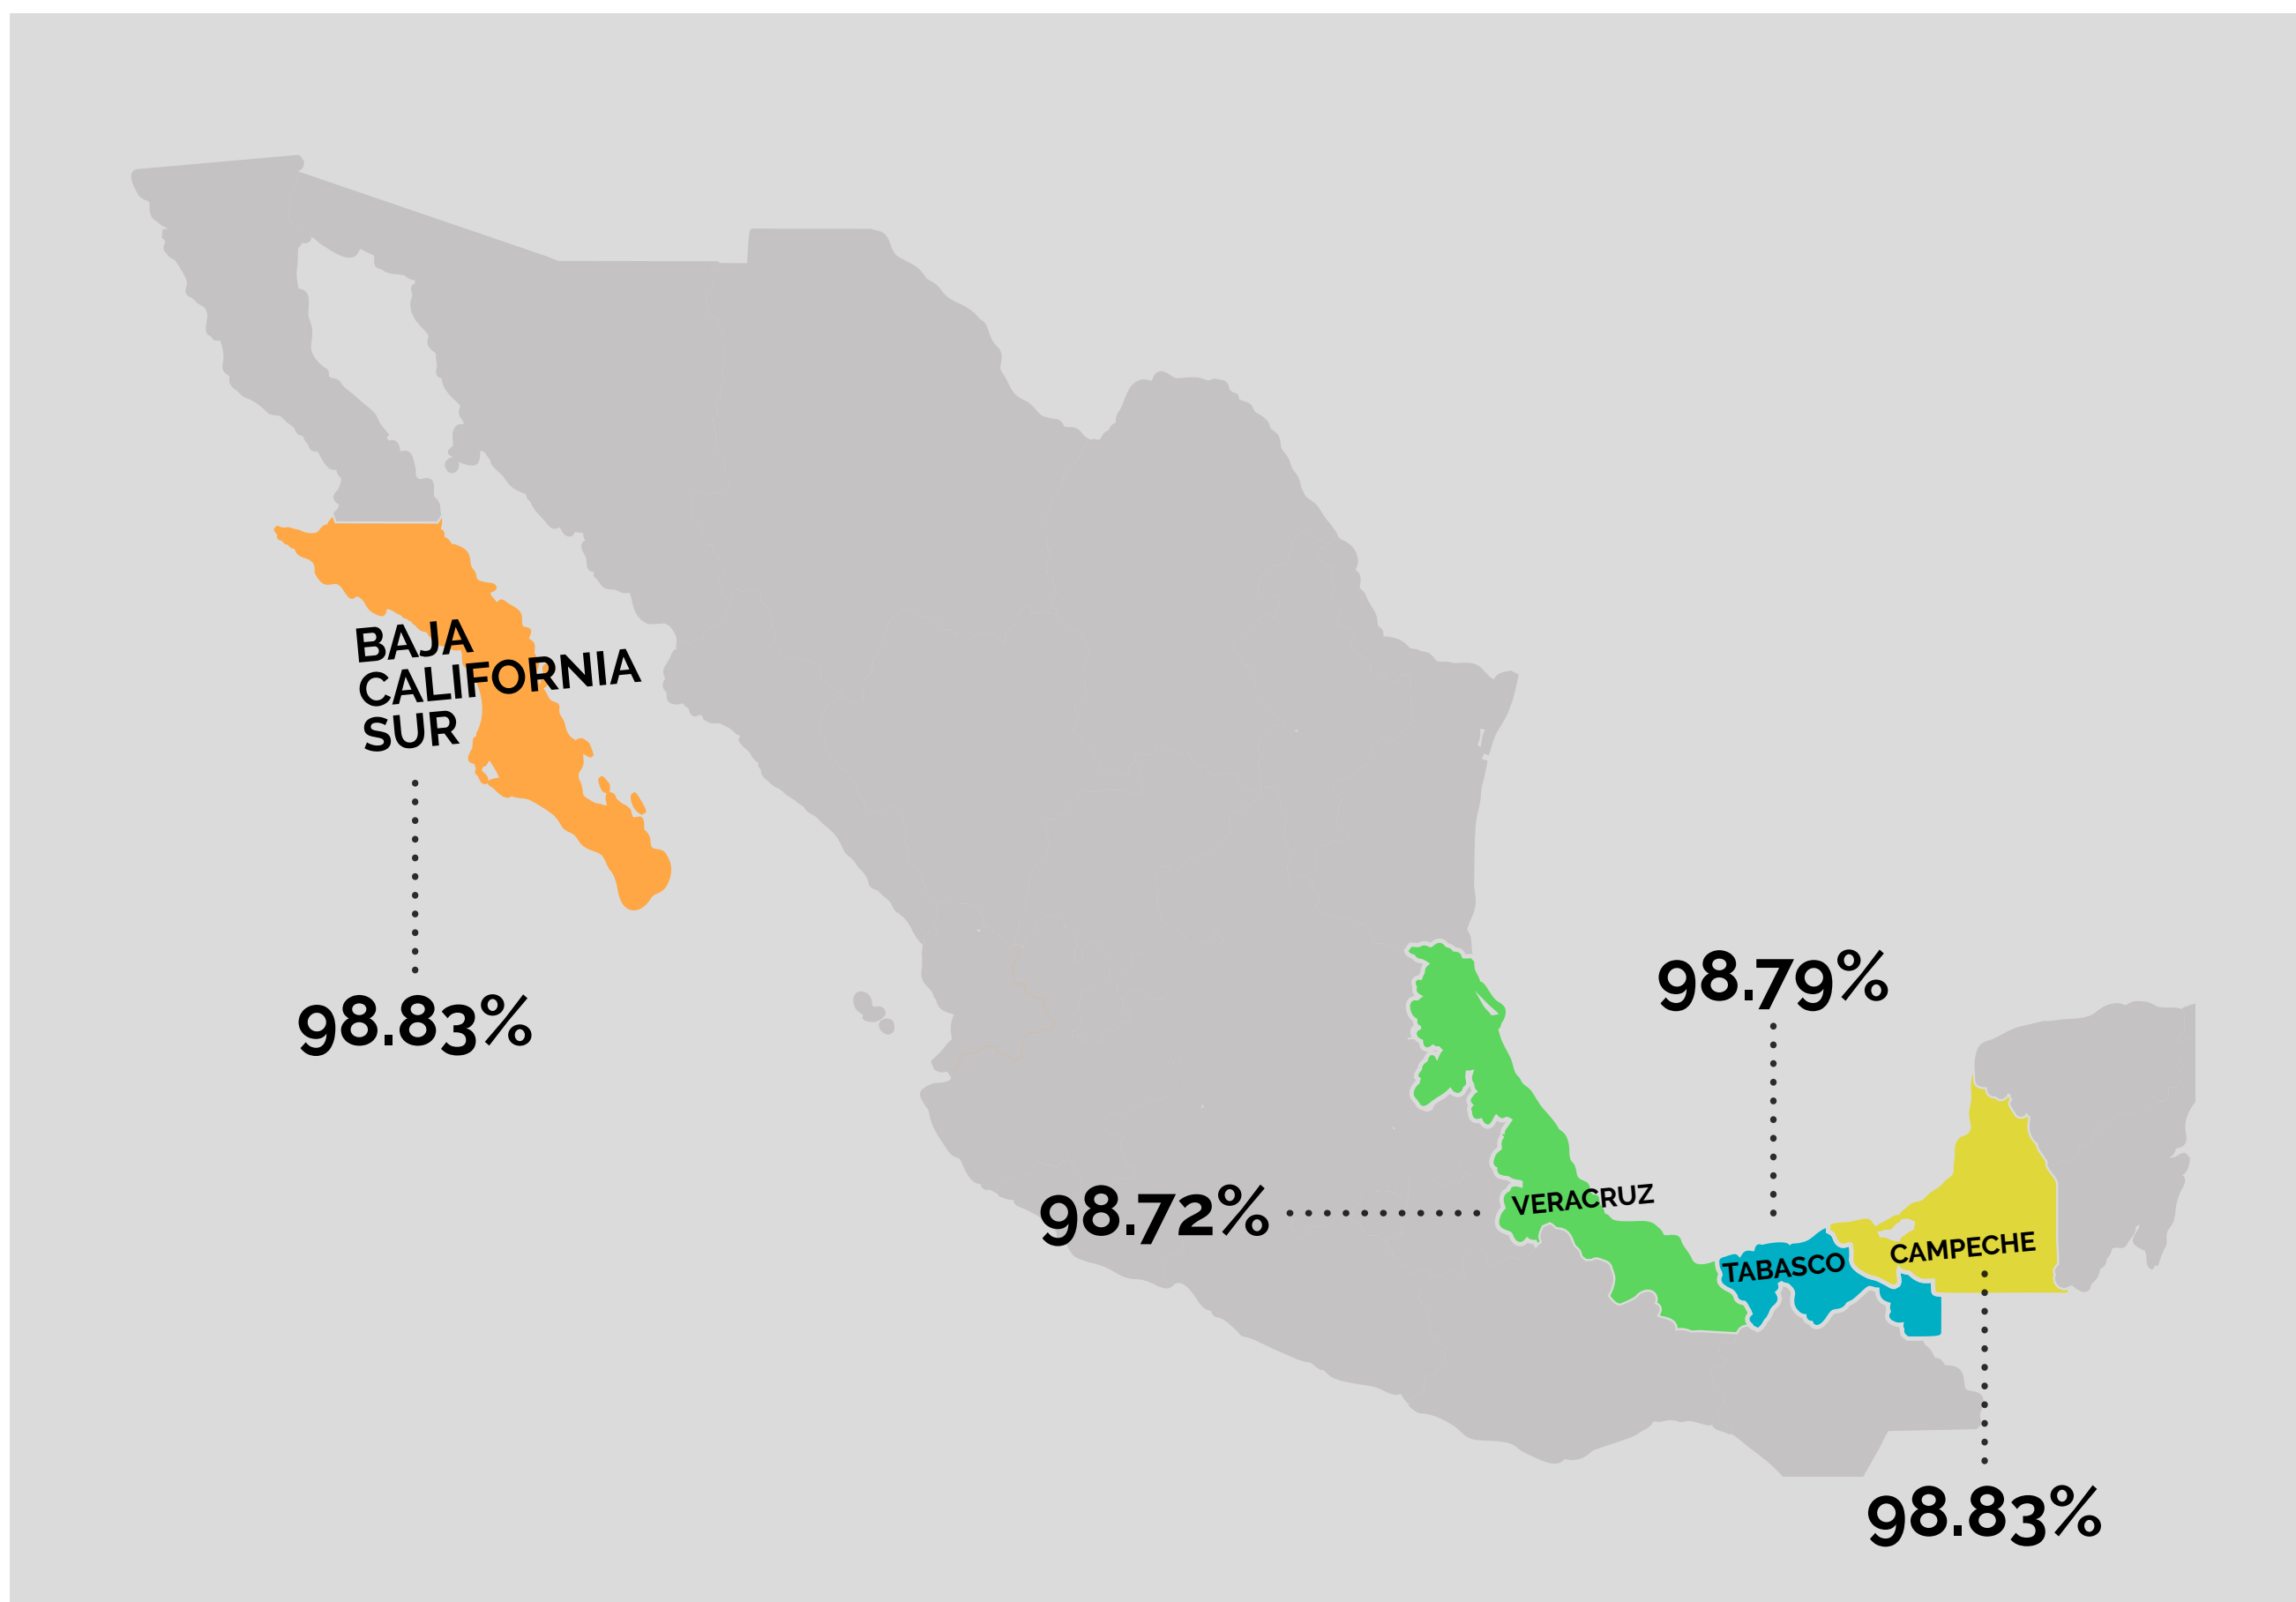 BAJA
CALIFORNIA
SUR
98.83%
98.79%
98.72%
VERACRUZ
TABASCO
CAMPECHE
98.83%